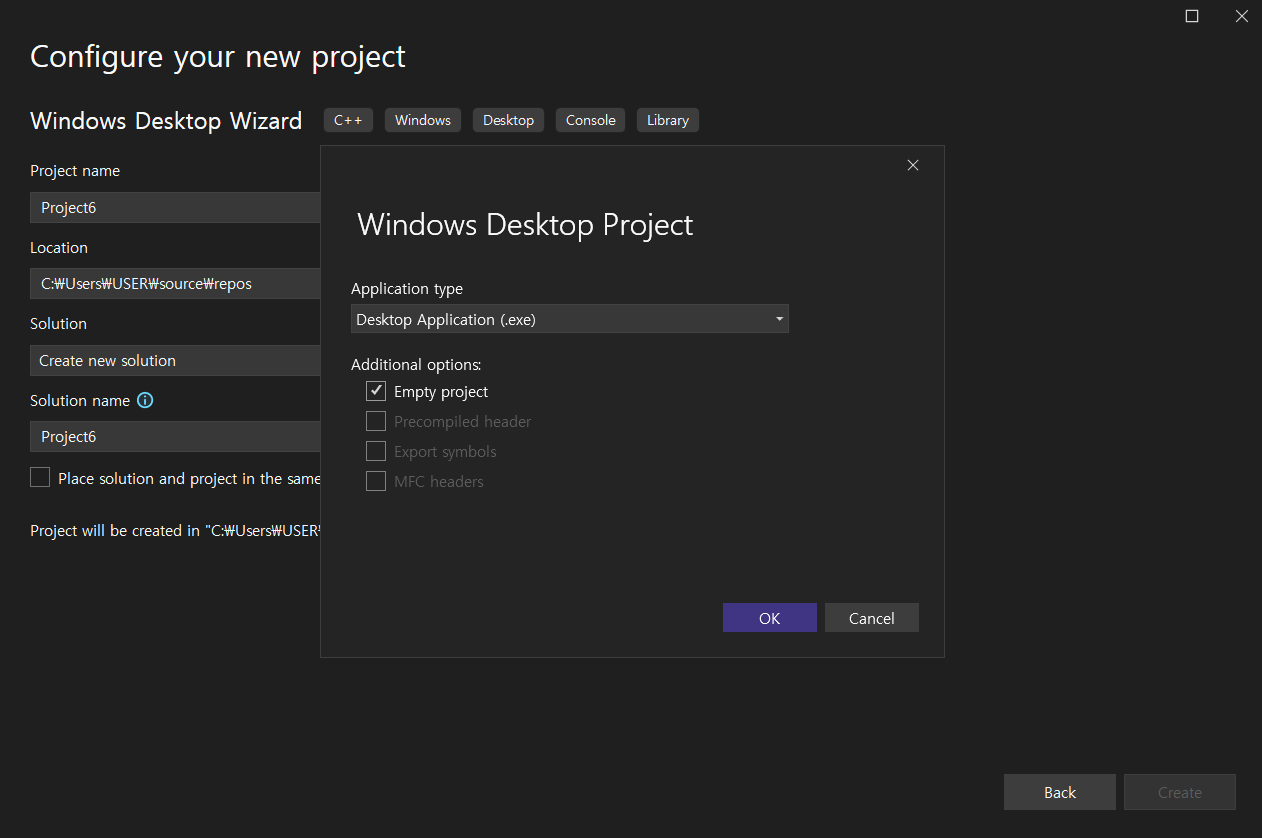 Configure your new project
Windows Desktop Wizard C++ Windows Desktop Console Library
Project name
Project6
Location
C:₩Users₩USER₩source₩repos
Solution
Create new solution
Solution name
Project6
Place solution and project in the same
Project will be created in "C:₩Users₩USER₩
Windows Desktop Project
Application type
Desktop Application (.exe)
Additional options:
Empty project
Precompiled header
Export symbols
MFC headers
OK Cancel
Back Create